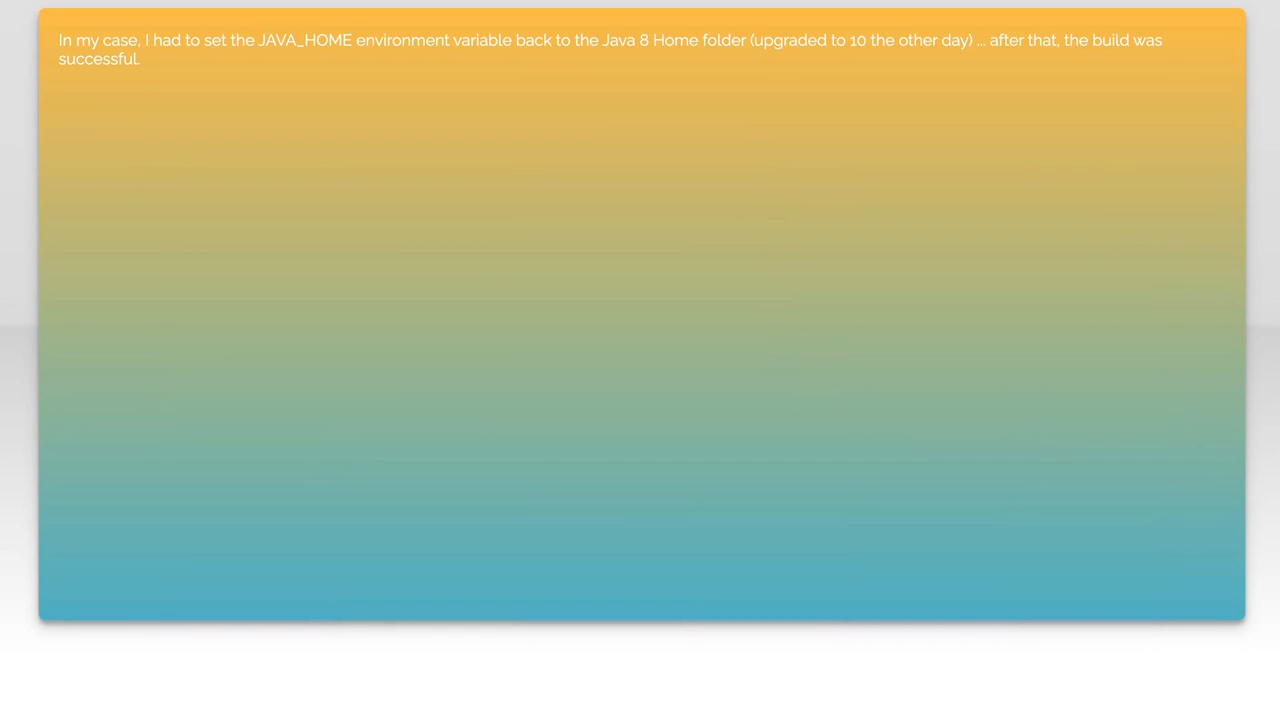 In my case, I had to set the JAVA_HOME environment variable back to the Java 8 Home folder (upgraded to 10 the other day) ... after that, the build was
successful.